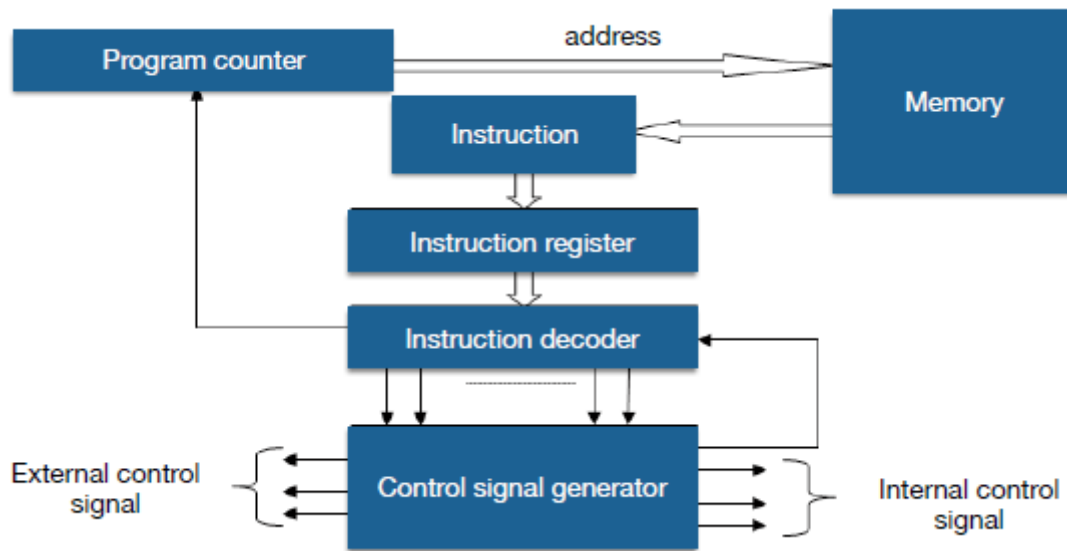 address
Program counter
Memory
Instruction
Instruction register
Instruction decoder
External control
signal
Control signal generator
Internal control
signal